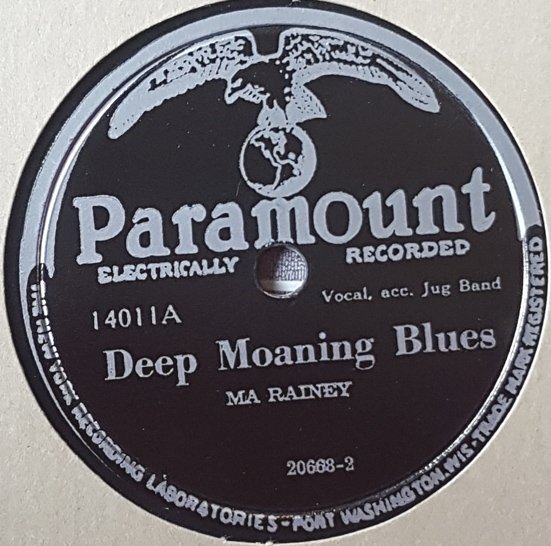 Paramount
ELECTRICALLY RECORDED
Vocal, acc. Jug Band
14011A
Deep Moaning Blues
MA RAINEY
20668-2
THE NEW YORK RECORDING LABORATORIES - PORT WASHINGTON, WIS. - TRADE MARK REGISTERED